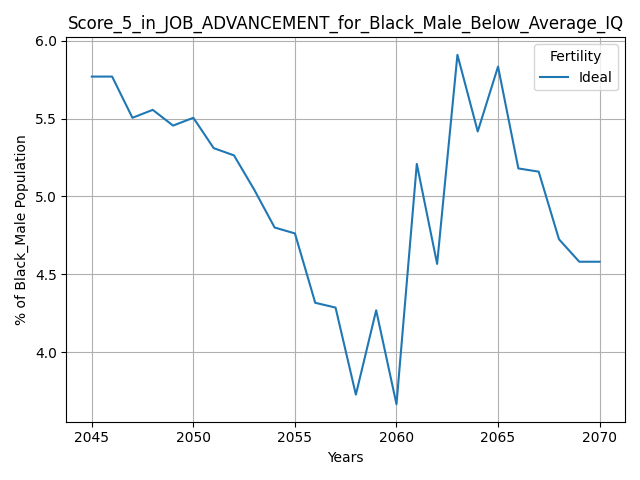 Score_5_in_JOB_ADVANCEMENT_for_Black_Male_Below_Average_IQ
6.0
5.5
5.0
4.5
4.0
% of Black_Male Population
Fertility
Ideal
2045 2050 2055 2060 2065 2070
Years